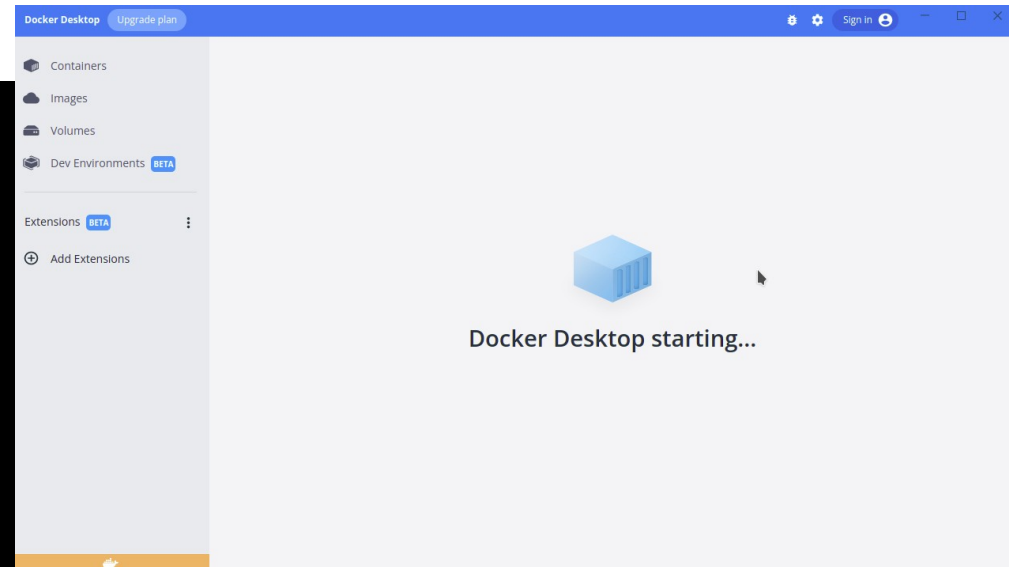 Docker Desktop Upgrade plan Sign in
Containers
Images
Volumes
Dev Environments BETA
Extensions BETA
Add Extensions
Docker Desktop starting...